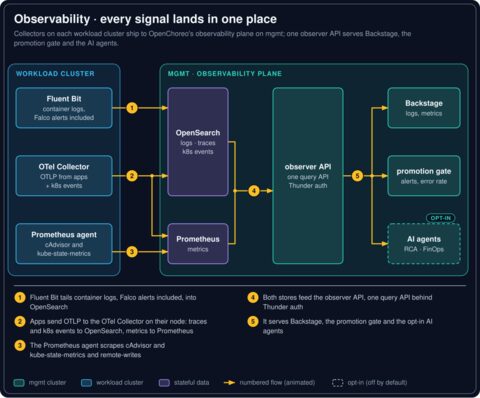 Observability · every signal lands in one place
Collectors on each workload cluster ship to OpenChoreo's observability plane on mgmt; one observer API serves Backstage, the
promotion gate and the AI agents.
WORKLOAD CLUSTER
MGMT · OBSERVABILITY PLANE
Fluent Bit
container logs,
Falco alerts included
1
OpenSearch
logs · traces
k8s events
OTel Collector
OTLP from apps
+ k8s events
2
Prometheus agent
cAdvisor and
kube-state-metrics
3
Prometheus
metrics
4
observer API
one query API
Thunder auth
5
Backstage
logs, metrics
promotion gate
alerts, error rate
OPT-IN
AI agents
RCA · FinOps
1 Fluent Bit tails container logs, Falco alerts included, into
OpenSearch
2 Apps send OTLP to the OTel Collector on their node: traces
and k8s events to OpenSearch, metrics to Prometheus
3 The Prometheus agent scrapes cAdvisor and
kube-state-metrics and remote-writes
4 Both stores feed the observer API, one query API behind
Thunder auth
5 It serves Backstage, the promotion gate and the opt-in AI
agents
mgmt cluster
workload cluster
stateful data
numbered flow (animated)
opt-in (off by default)